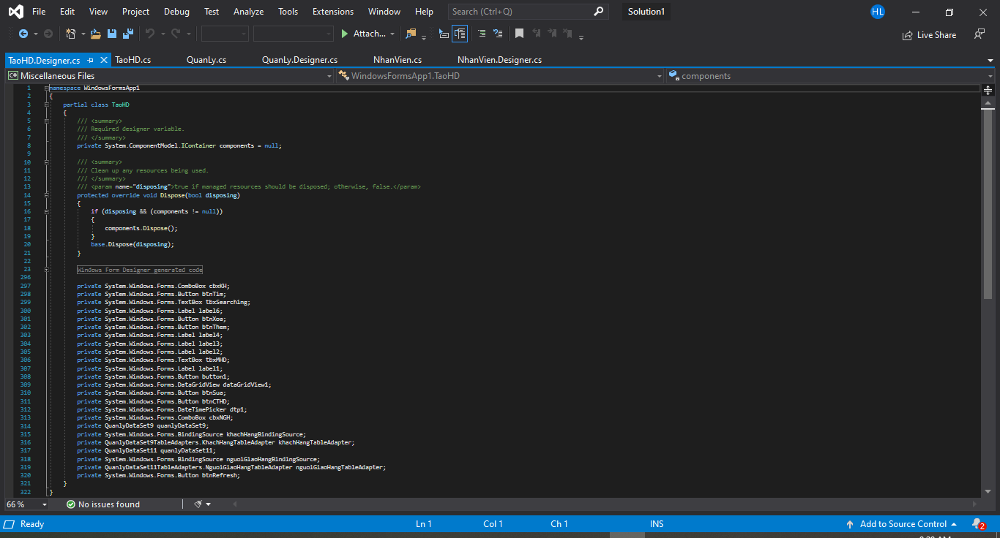 File Edit View Project Debug Test Analyze Tools Extensions Window Help Search (Ctrl+Q) Solution1 HL
Attach... Live Share
TaoHD.Designer.cs TaoHD.cs QuanLy.cs QuanLy.Designer.cs NhanVien.cs NhanVien.Designer.cs
C# Miscellaneous Files WindowsFormsApp1.TaoHD components
1 namespace WindowsFormsApp1
2 {
3 partial class TaoHD
4 {
5 /// <summary>
6 /// Required designer variable.
7 /// </summary>
8 private System.ComponentModel.IContainer components = null;
9
10 /// <summary>
11 /// Clean up any resources being used.
12 /// </summary>
13 /// <param name="disposing">true if managed resources should be disposed; otherwise, false.</param>
14 protected override void Dispose(bool disposing)
15 {
16 if (disposing && (components != null))
17 {
18 components.Dispose();
19 }
20 base.Dispose(disposing);
21 }
22
23 Windows Form Designer generated code
296
297 private System.Windows.Forms.ComboBox cbxKH;
298 private System.Windows.Forms.Button btnTim;
299 private System.Windows.Forms.TextBox tbxSearching;
300 private System.Windows.Forms.Label label6;
301 private System.Windows.Forms.Button btnXoa;
302 private System.Windows.Forms.Button btnThem;
303 private System.Windows.Forms.Label label4;
304 private System.Windows.Forms.Label label3;
305 private System.Windows.Forms.Label label2;
306 private System.Windows.Forms.TextBox tbxMHD;
307 private System.Windows.Forms.Label label1;
308 private System.Windows.Forms.Button button1;
309 private System.Windows.Forms.DataGridView dataGridView1;
310 private System.Windows.Forms.Button btnSua;
311 private System.Windows.Forms.Button btnCTHD;
312 private System.Windows.Forms.DateTimePicker dtp1;
313 private System.Windows.Forms.ComboBox cbxNGH;
314 private QuanlyDataSet9 quanlyDataSet9;
315 private System.Windows.Forms.BindingSource khachHangBindingSource;
316 private QuanlyDataSet9TableAdapters.KhachHangTableAdapter khachHangTableAdapter;
317 private QuanlyDataSet11 quanlyDataSet11;
318 private System.Windows.Forms.BindingSource nguoiGiaoHangBindingSource;
319 private QuanlyDataSet11TableAdapters.NguoiGiaoHangTableAdapter nguoiGiaoHangTableAdapter;
320 private System.Windows.Forms.Button btnRefresh;
321 }
322 }
66 % No issues found
Ready Ln 1 Col 1 Ch 1 INS Add to Source Control 2